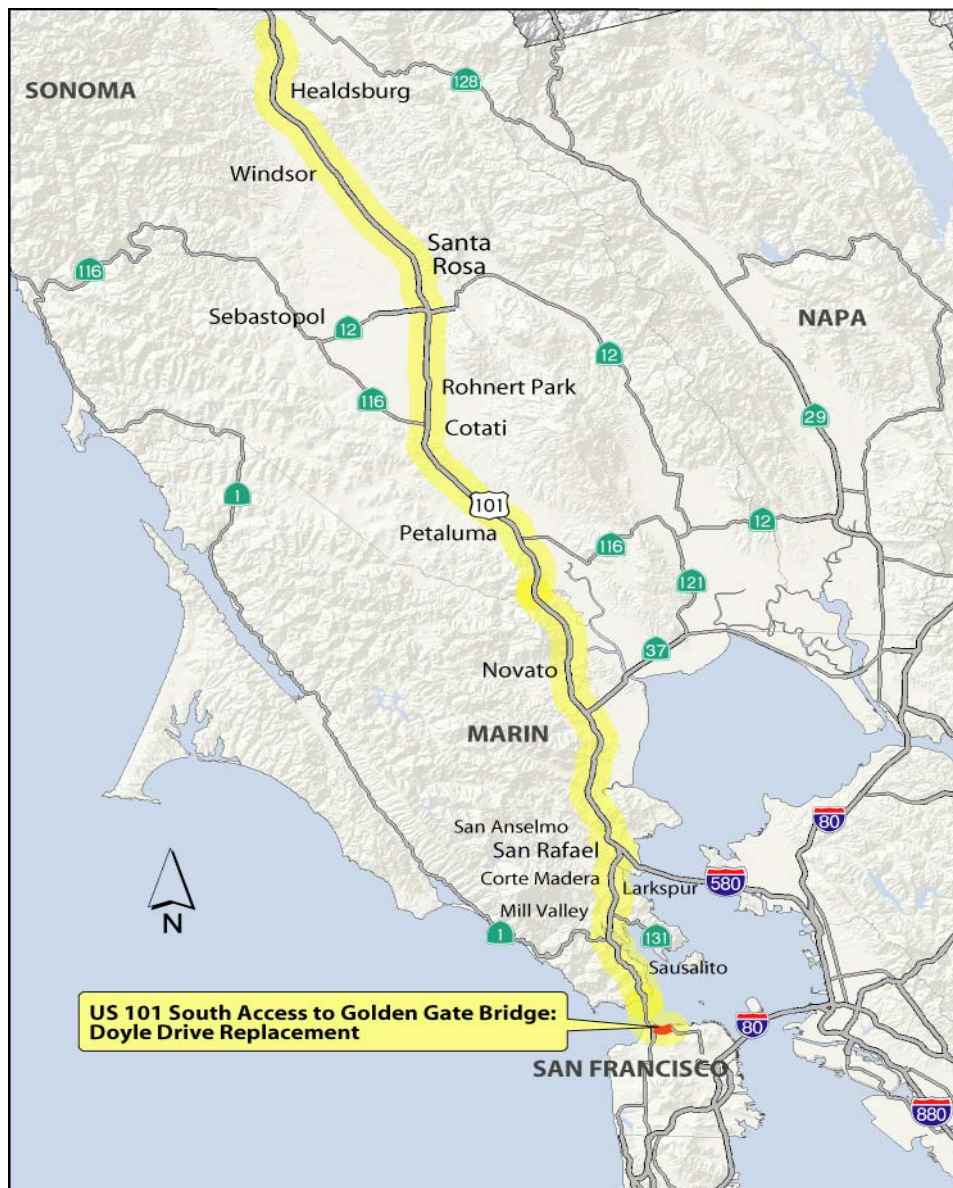 SONOMA
Healdsburg
128
Windsor
Santa
Rosa
116
Sebastopol
12
NAPA
12
Rohnert Park
116
29
Cotati
1
101
12
Petaluma
116
121
37
Novato
MARIN
80
San Anselmo
San Rafael
Corte Madera
Larkspur
580
Mill Valley
1
131
N
Sausalito
US 101 South Access to Golden Gate Bridge:
Doyle Drive Replacement
80
SAN FRANCISCO
880